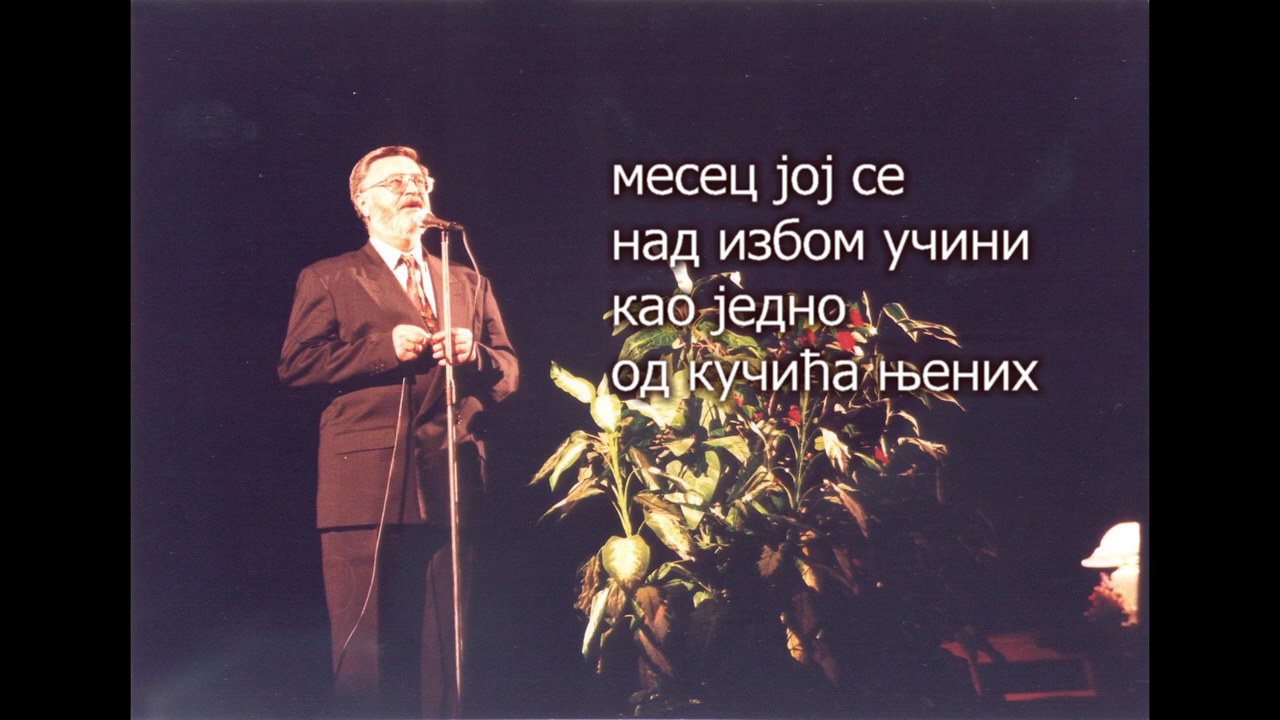 месец јој се
над избом учини
као једно
од кучића њених